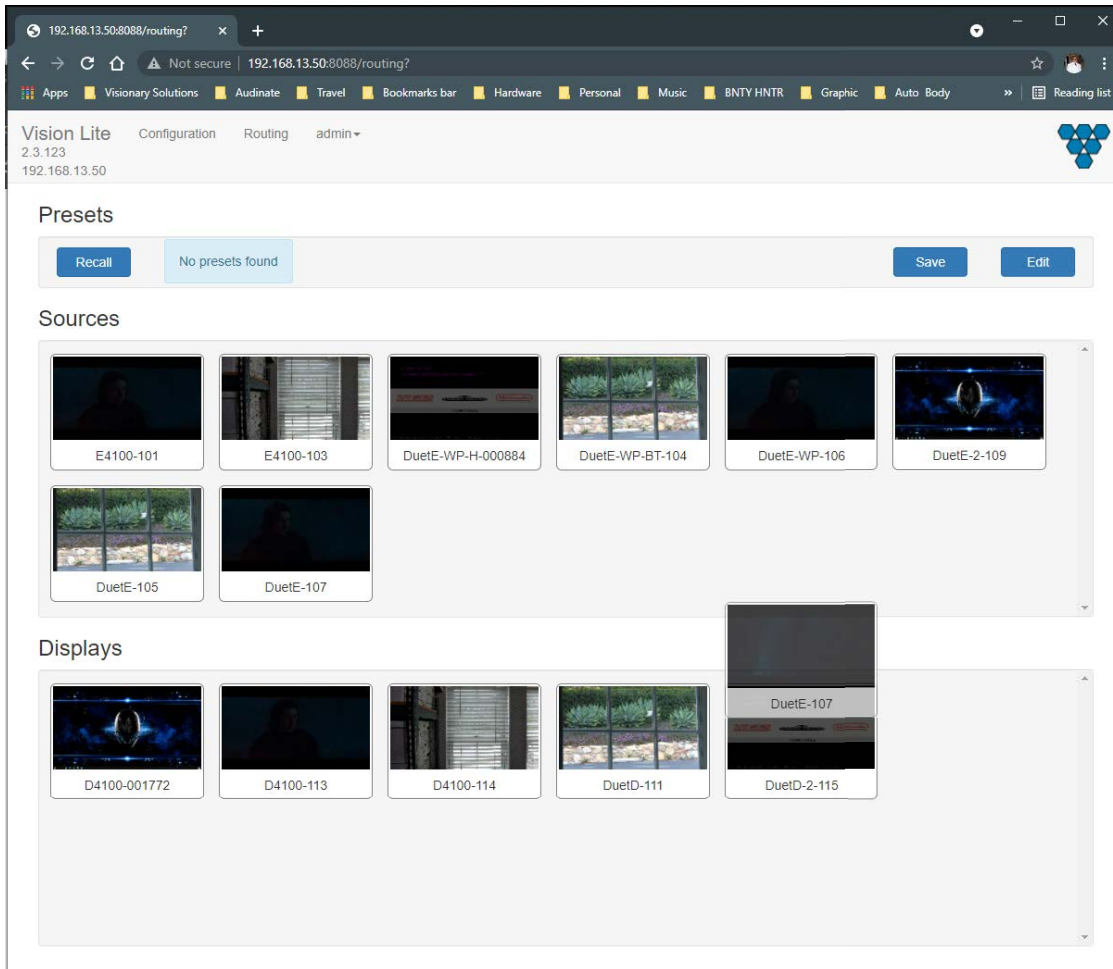 192.168.13.50:8088/routing?
Not secure | 192.168.13.50:8088/routing?
Apps Visionary Solutions Audinate Travel Bookmarks bar Hardware Personal Music BNTY HNTR Graphic Auto Body » Reading list
Vision Lite Configuration Routing admin
2.3.123
192.168.13.50
Presets
Recall No presets found Save Edit
Sources
E4100-101 E4100-103 DuetE-WP-H-000884 DuetE-WP-BT-104 DuetE-WP-106 DuetE-2-109
DuetE-105 DuetE-107
Displays
DuetE-107
D4100-001772 D4100-113 D4100-114 DuetD-111 DuetD-2-115